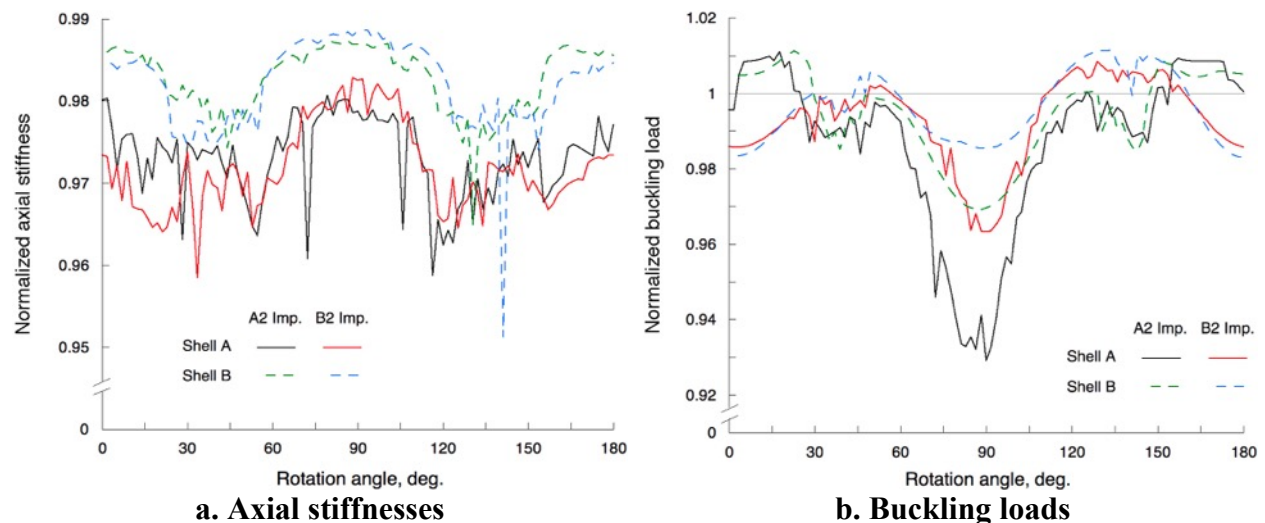 0.99
0.98
0.97
0.96
0.95
0
Normalized axial stiffness
A2 Imp. B2 Imp.
Shell A
Shell B
0 30 60 90 120 150 180
Rotation angle, deg.
a. Axial stiffnesses
1.02
1
0.98
0.96
0.94
0.92
0
Normalized buckling load
A2 Imp. B2 Imp.
Shell A
Shell B
0 30 60 90 120 150 180
Rotation angle, deg.
b. Buckling loads